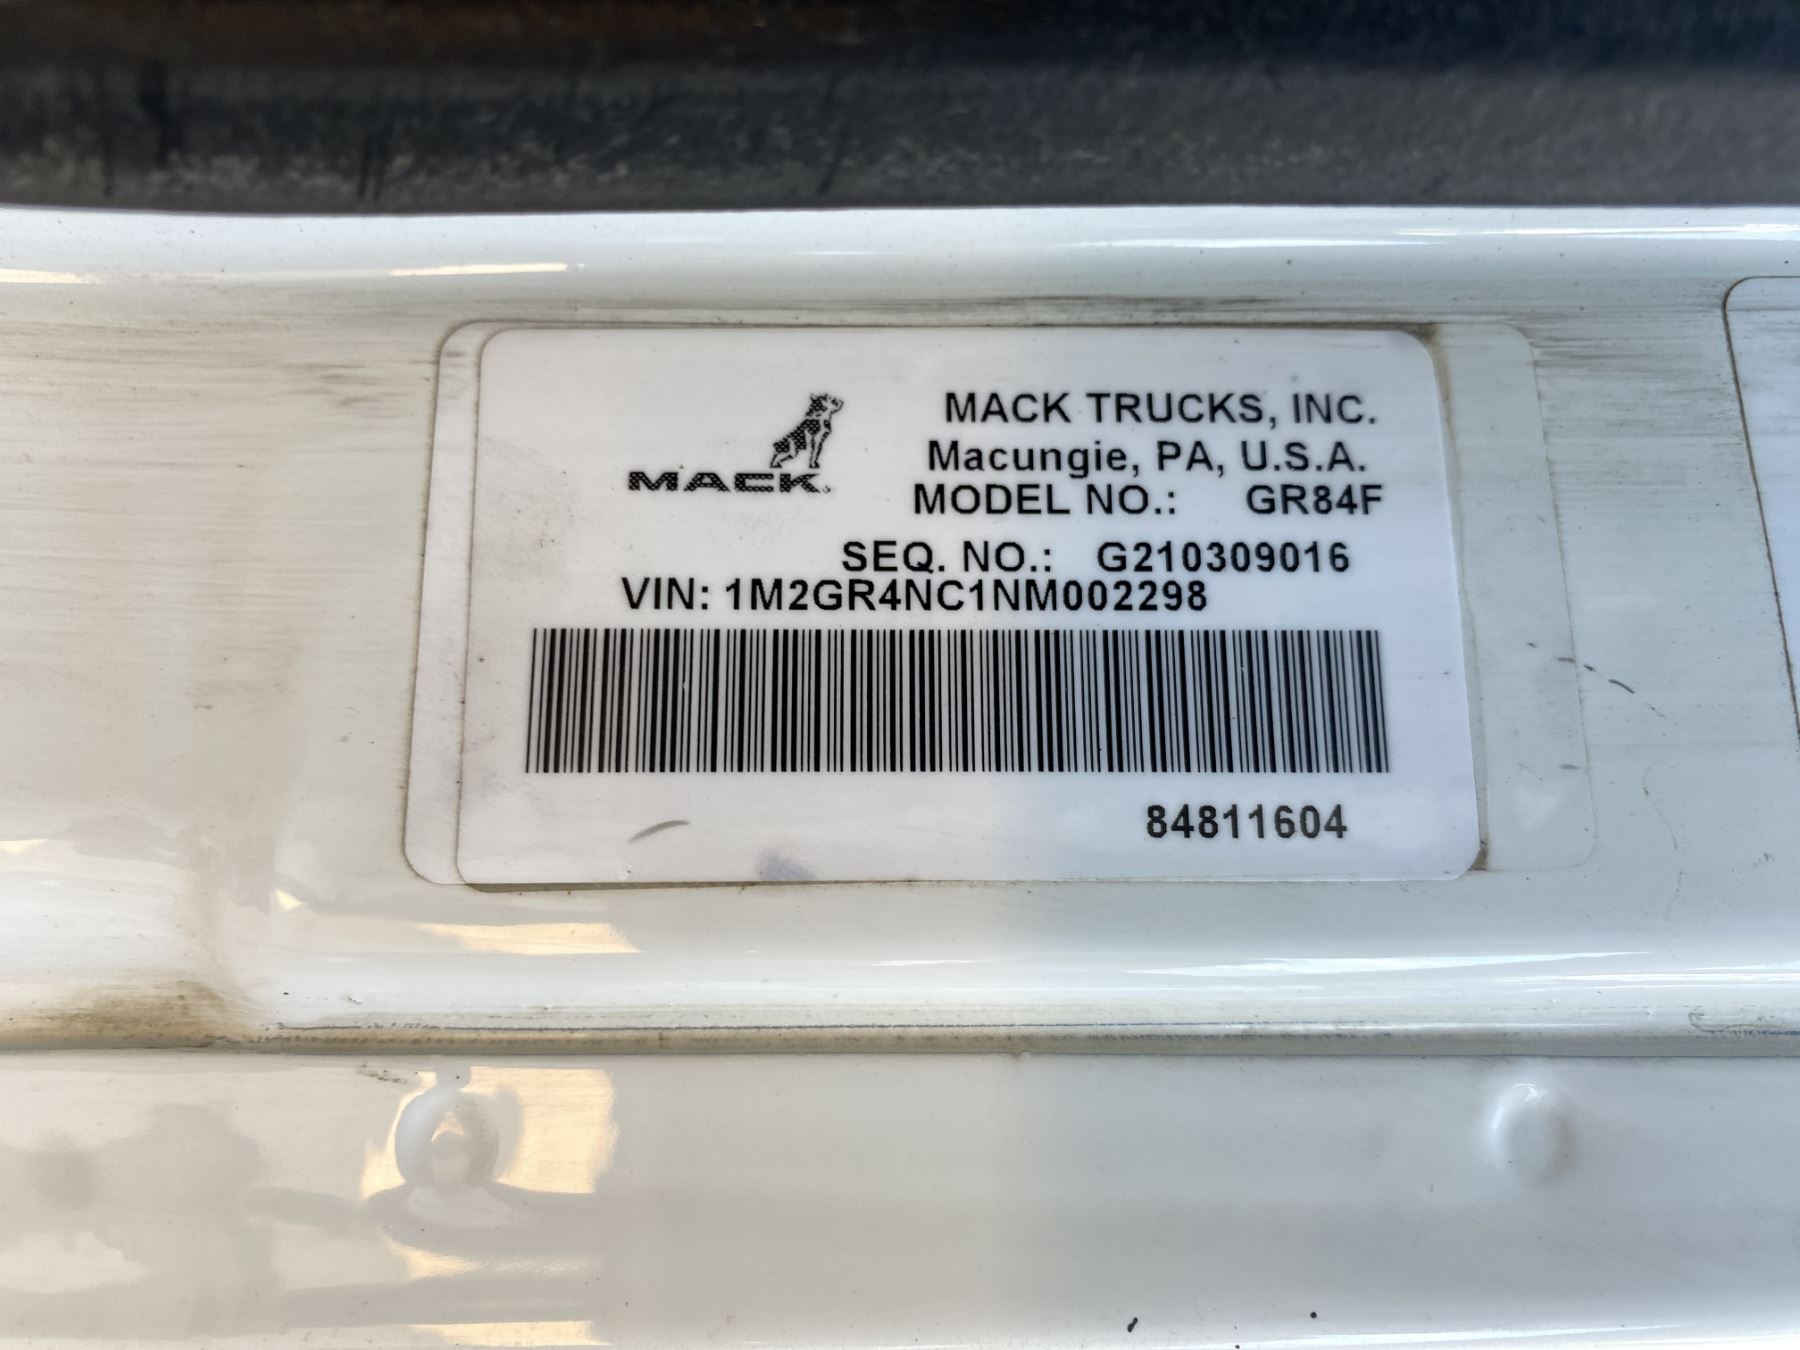 MACK
MACK TRUCKS, INC.
Macungie, PA, U.S.A.
MODEL NO.: GR84F
SEQ. NO.: G210309016
VIN: 1M2GR4NC1NM002298
84811604